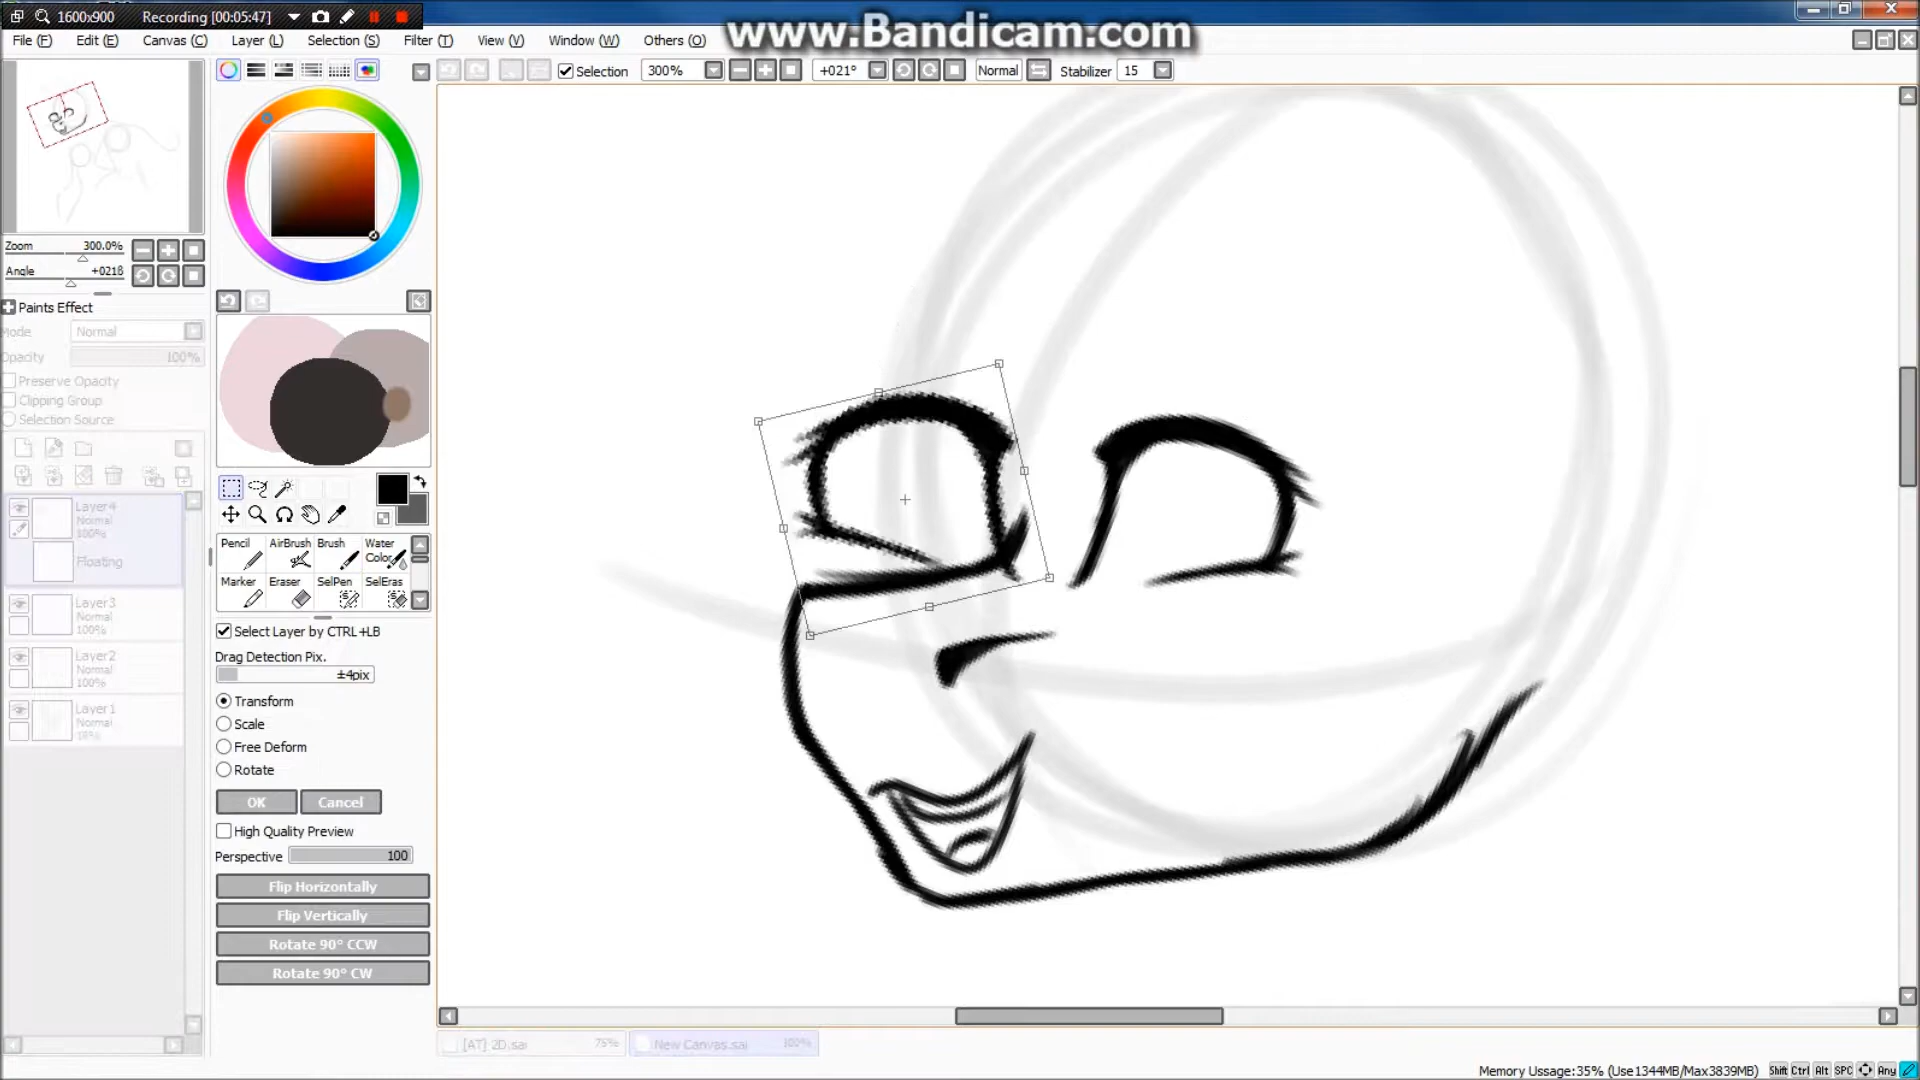 1600x900 Recording [00:05:47]
www.Bandicam.com
File (F) Edit (E) Canvas (C) Layer (L) Selection (S) Filter (T) View (V) Window (W) Others (O)
Selection 300% +021° Normal Stabilizer 15
Zoom 300.0%
Angle +021ß
Paints Effect
Mode Normal
Opacity 100%
Preserve Opacity
Clipping Group
Selection Source
Layer4
Normal
100%
Floating
Layer3
Normal
100%
Layer2
Normal
100%
Layer1
Normal
18%
Pencil AirBrush Brush Water Color
Marker Eraser SelPen SelEras
Select Layer by CTRL+LB
Drag Detection Pix.
±4pix
Transform
Scale
Free Deform
Rotate
OK Cancel
High Quality Preview
Perspective 100
Flip Horizontally
Flip Vertically
Rotate 90° CCW
Rotate 90° CW
[AT] 2D.sai 75% New Canvas.sai 100%
Memory Ussage:35% (Use1344MB/Max3839MB) Shift Ctrl Alt SPC Any